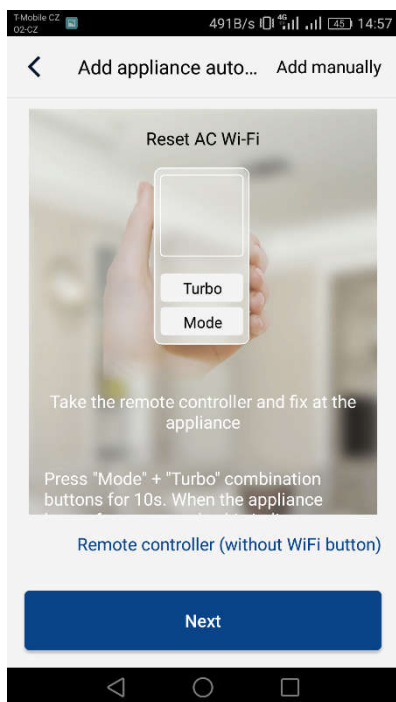 T-Mobile CZ
O2-CZ
491B/s 4G 45 14:57
Add appliance auto... Add manually
Reset AC Wi-Fi
Turbo
Mode
Take the remote controller and fix at the
appliance
Press "Mode" + "Turbo" combination
buttons for 10s. When the appliance
Remote controller (without WiFi button)
Next